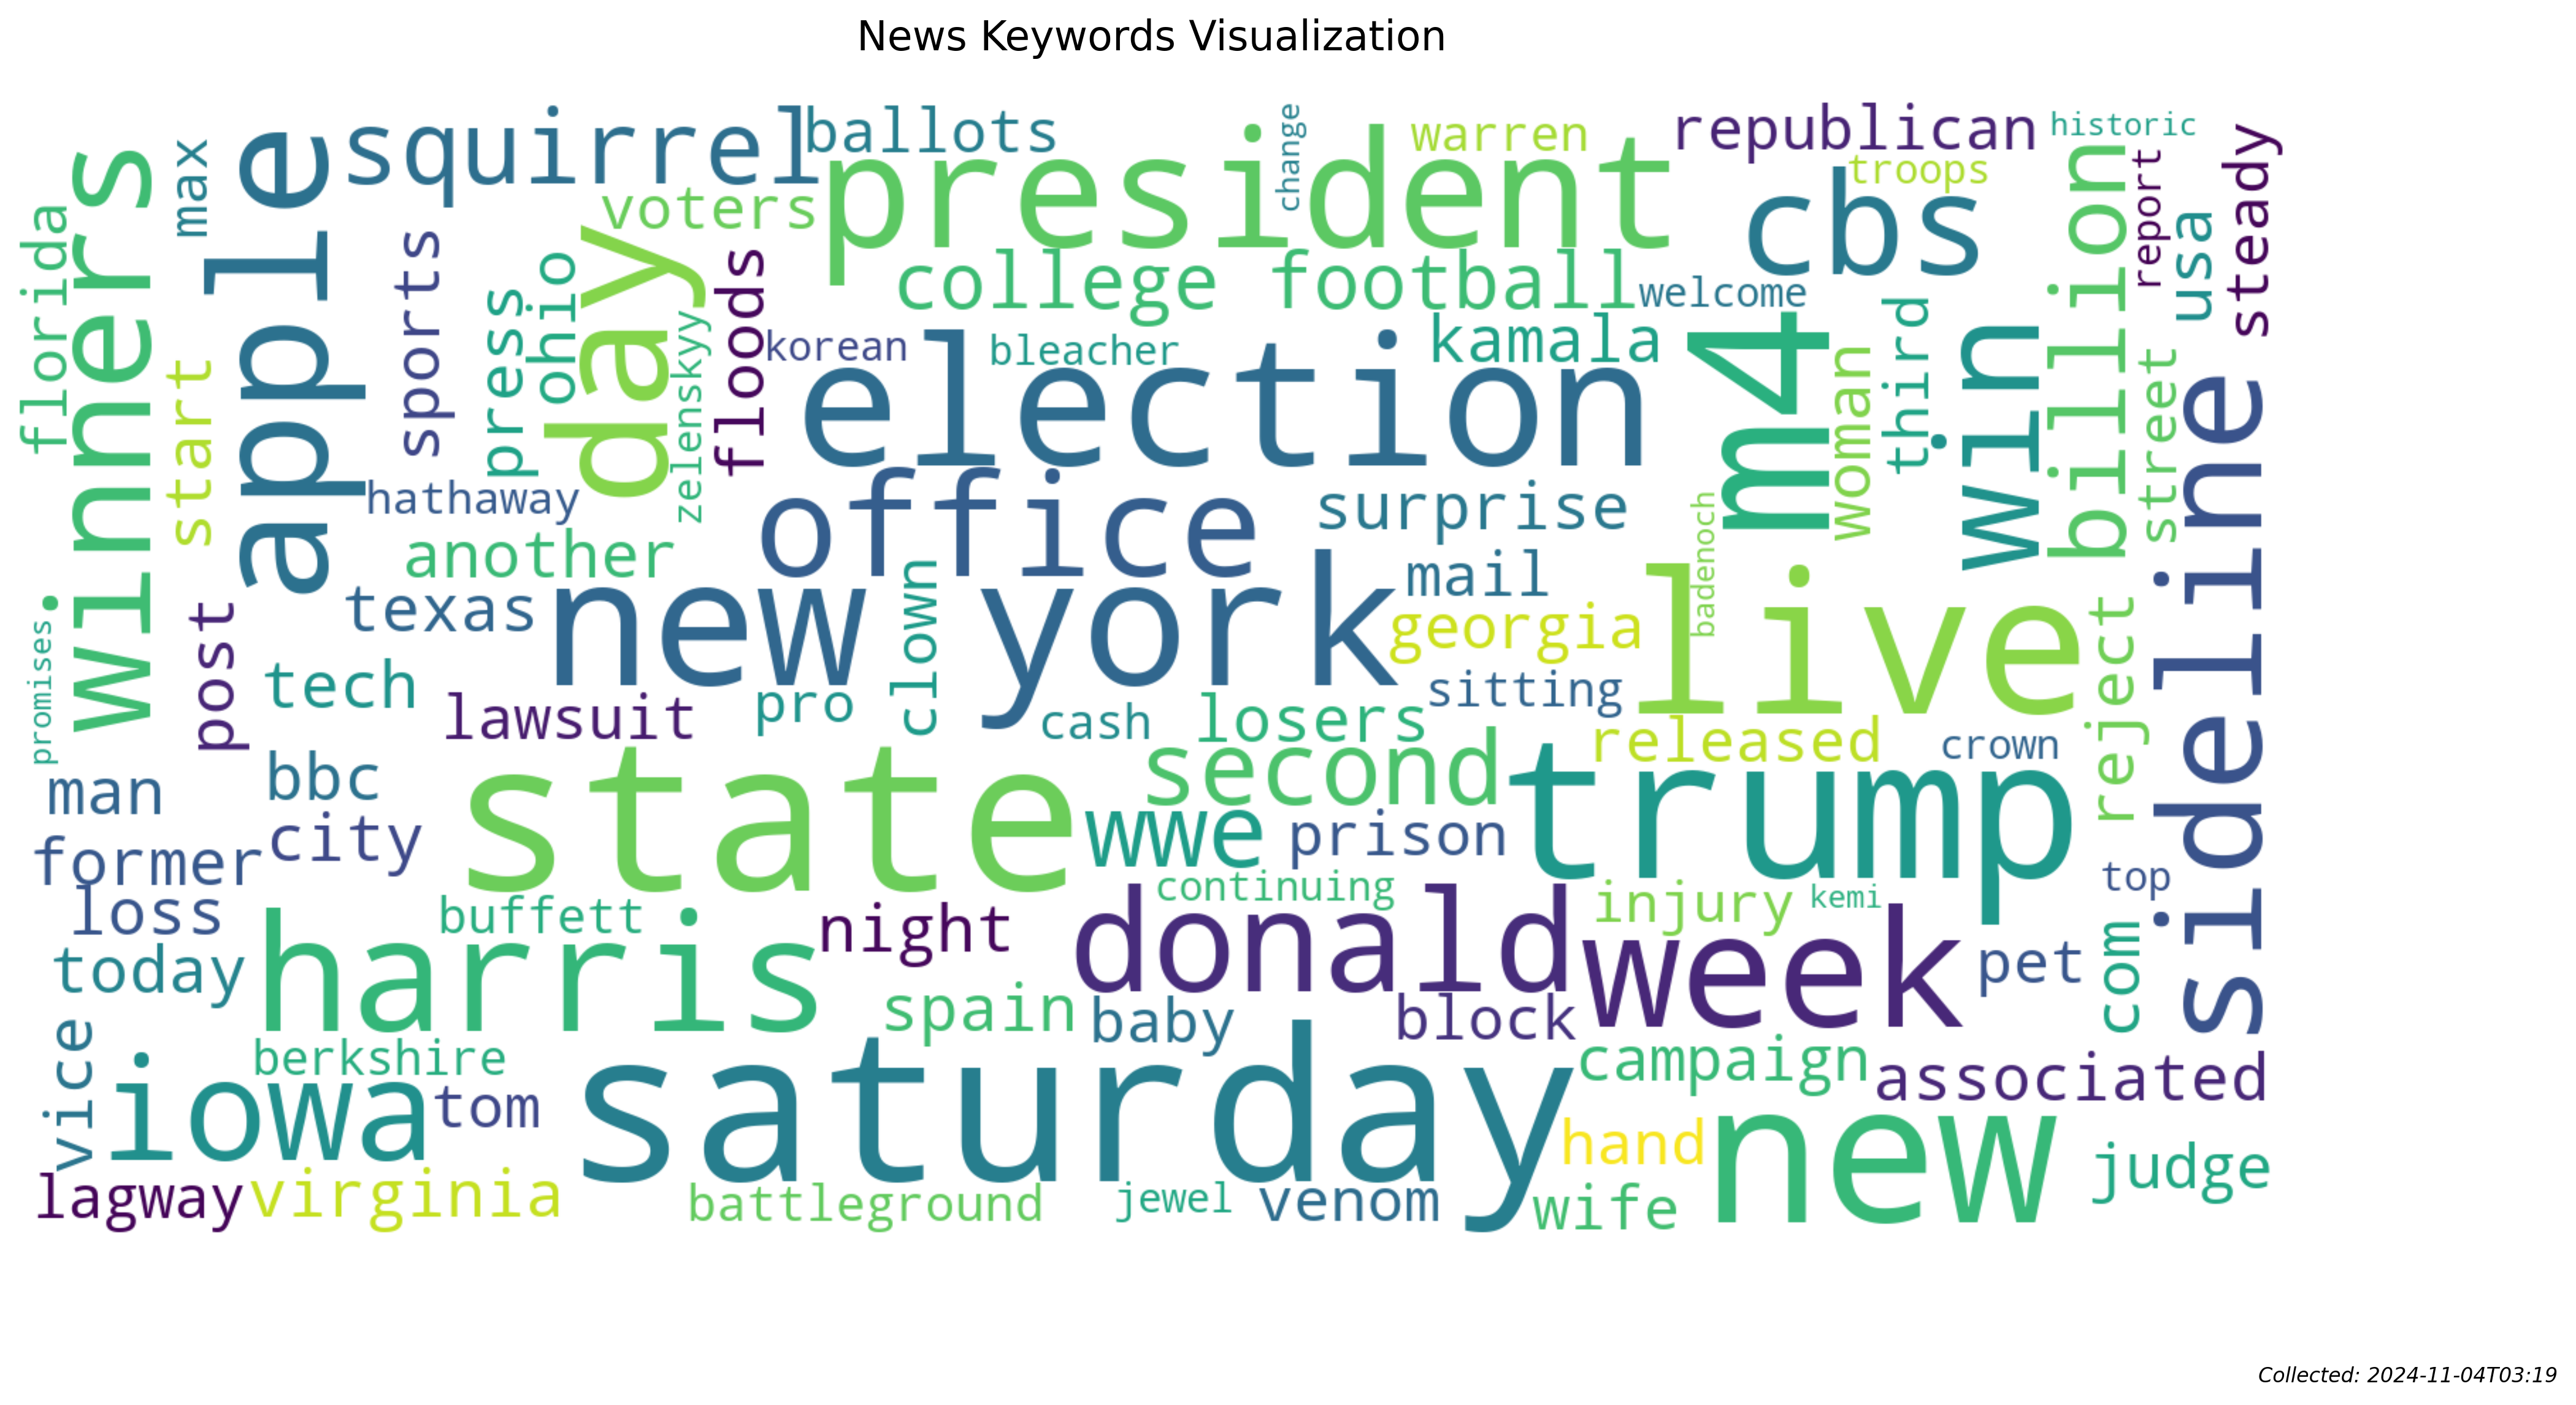 News Keywords Visualization
squirrel
ballots
president
change
warren
republican
historic
troops
cbs
billion
report
usa
steady
florida
winners
max
apple
sports
voters
day
ohio
press
floods
zelenskyy
college football
welcome
korean
bleacher
kamala
election
m4
woman
third
win
street
sideline
start
hathaway
office
surprise
another
badenoch
mail
texas
new york
clown
georgia
live
reject
promises
post
tech
lawsuit
pro
cash
losers
sitting
released
crown
man
bbc
state
second
trump
city
wwe
prison
former
continuing
injury
kemi
top
loss
buffett
night
donald
week
pet
com
today
harris
spain
baby
block
vice
berkshire
campaign
associated
iowa
tom
saturday
hand
new
judge
lagway
virginia
battleground
jewel
venom
wife
Collected: 2024-11-04T03:19